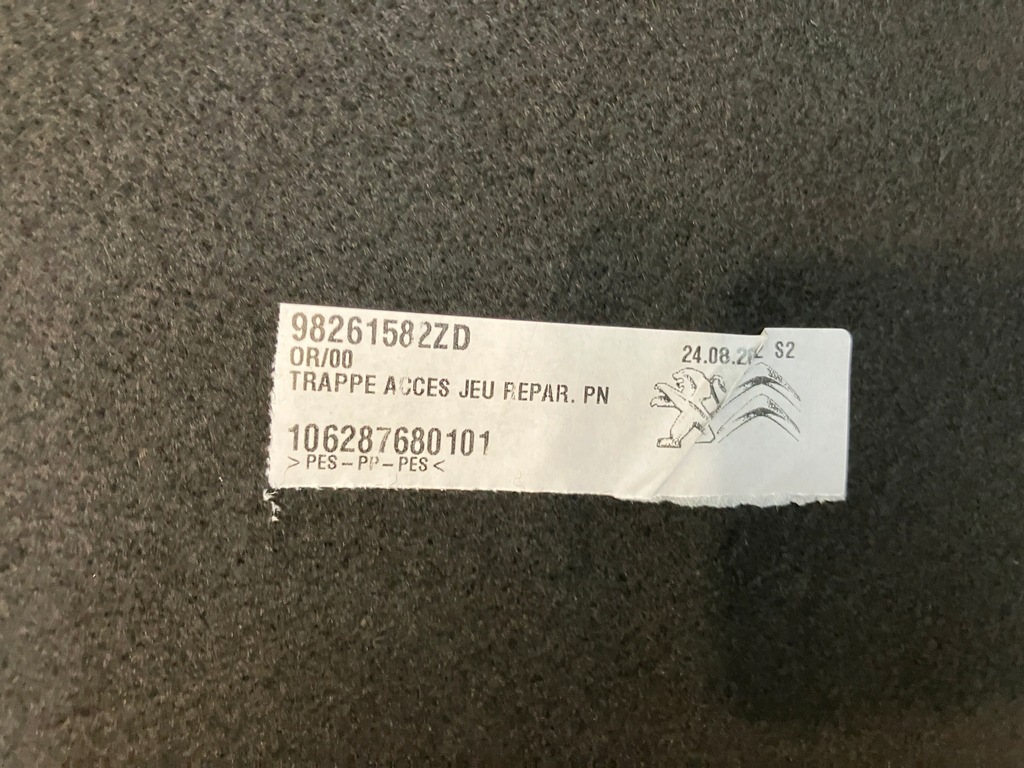 98261582ZD
OR/00
TRAPPE ACCES JEU REPAR. PN
106287680101
>PES-PP-PES<
S2